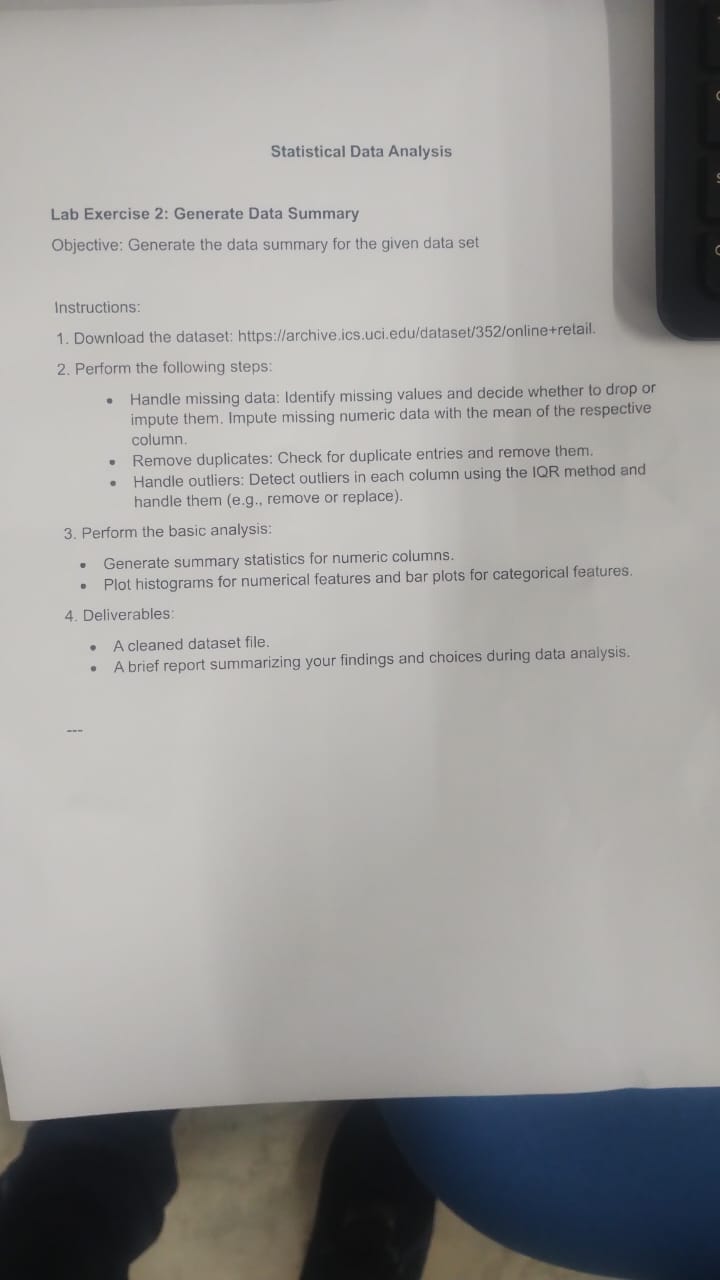 Statistical Data Analysis
Lab Exercise 2: Generate Data Summary
Objective: Generate the data summary for the given data set
Instructions:
1. Download the dataset: https://archive.ics.uci.edu/dataset/352/online+retail.
2. Perform the following steps:
• Handle missing data: Identify missing values and decide whether to drop or
impute them. Impute missing numeric data with the mean of the respective
column.
• Remove duplicates: Check for duplicate entries and remove them.
• Handle outliers: Detect outliers in each column using the IQR method and
handle them (e.g., remove or replace).
3. Perform the basic analysis:
• Generate summary statistics for numeric columns.
• Plot histograms for numerical features and bar plots for categorical features.
4. Deliverables:
• A cleaned dataset file.
• A brief report summarizing your findings and choices during data analysis.
---